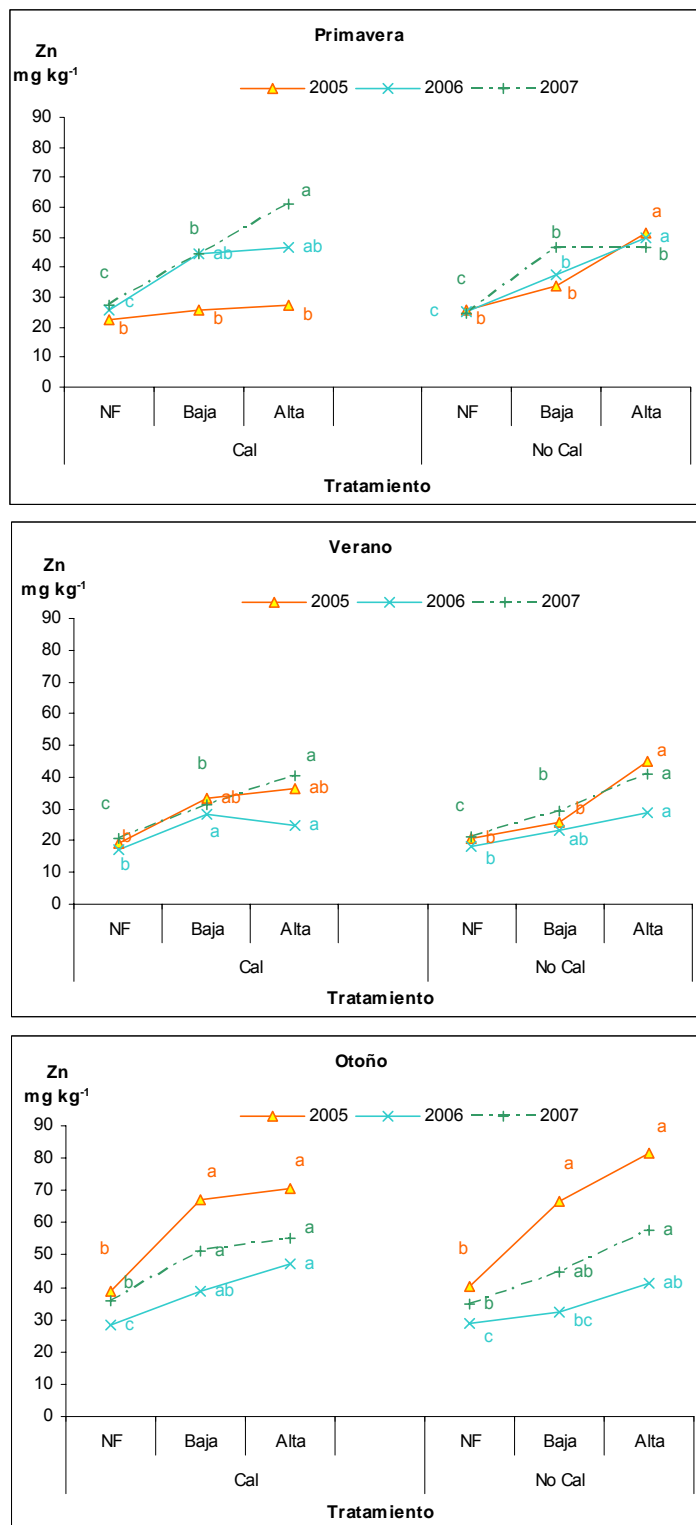 Primavera
Zn
mg kg-1
2005 2006 2007
90
80
70
a
60
b b a
50
ab ab a
b b
40
c c b
30
c c b
b b b b
20
10
0
NF Baja Alta NF Baja Alta
Cal No Cal
Tratamiento
Verano
Zn
mg kg-1
2005 2006 2007
90
80
70
60
50
a a
b b a
40
ab ab
c c
30
b a
b a a b
20
b b ab
10
0
NF Baja Alta NF Baja Alta
Cal No Cal
Tratamiento
Otoño
Zn
mg kg-1
2005 2006 2007
90
a
80
a a a
70
60
a a
b b
50
a a
b ab
40
ab b ab
30
c c bc
20
10
0
NF Baja Alta NF Baja Alta
Cal No Cal
Tratamiento